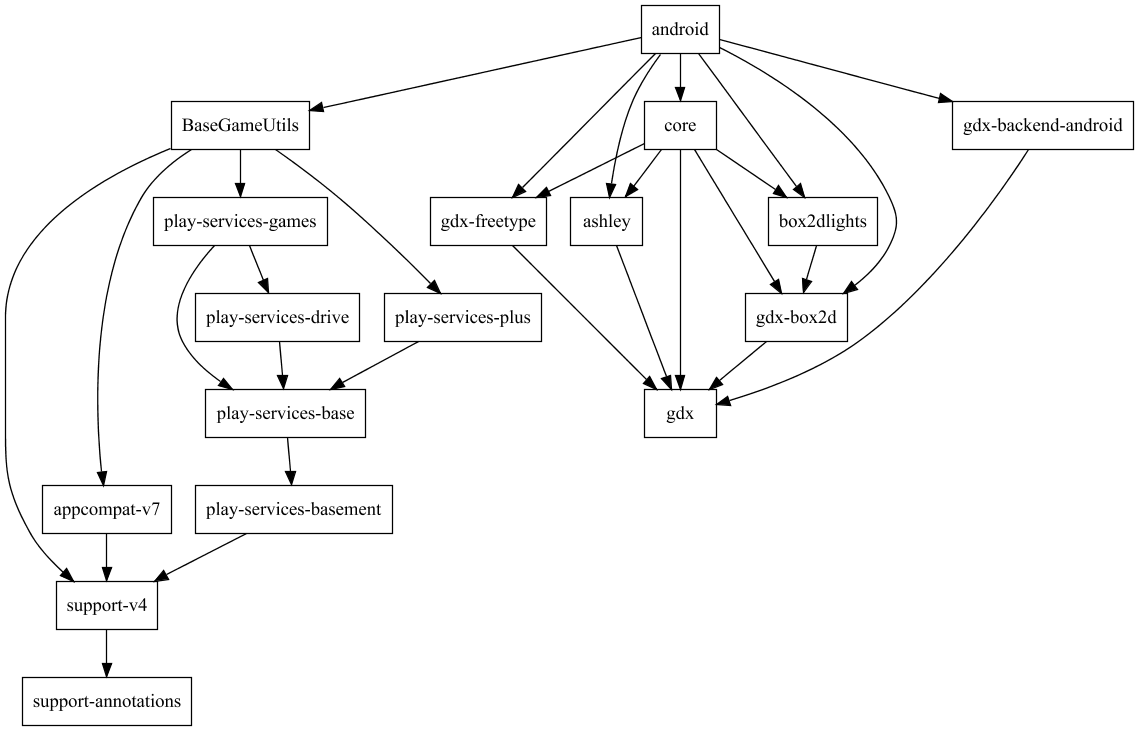 android
BaseGameUtils
core
gdx-backend-android
play-services-games
gdx-freetype
ashley
box2dlights
play-services-drive
play-services-plus
gdx-box2d
play-services-base
gdx
appcompat-v7
play-services-basement
support-v4
support-annotations